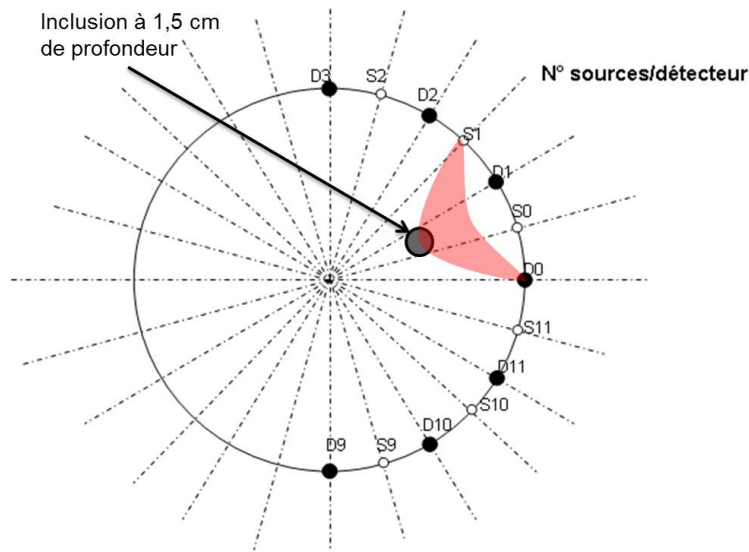 Inclusion à 1,5 cm
de profondeur
N° sources/détecteur
D3
S2
D2
S1
D1
S0
D0
S11
D11
S10
D10
S9
D9